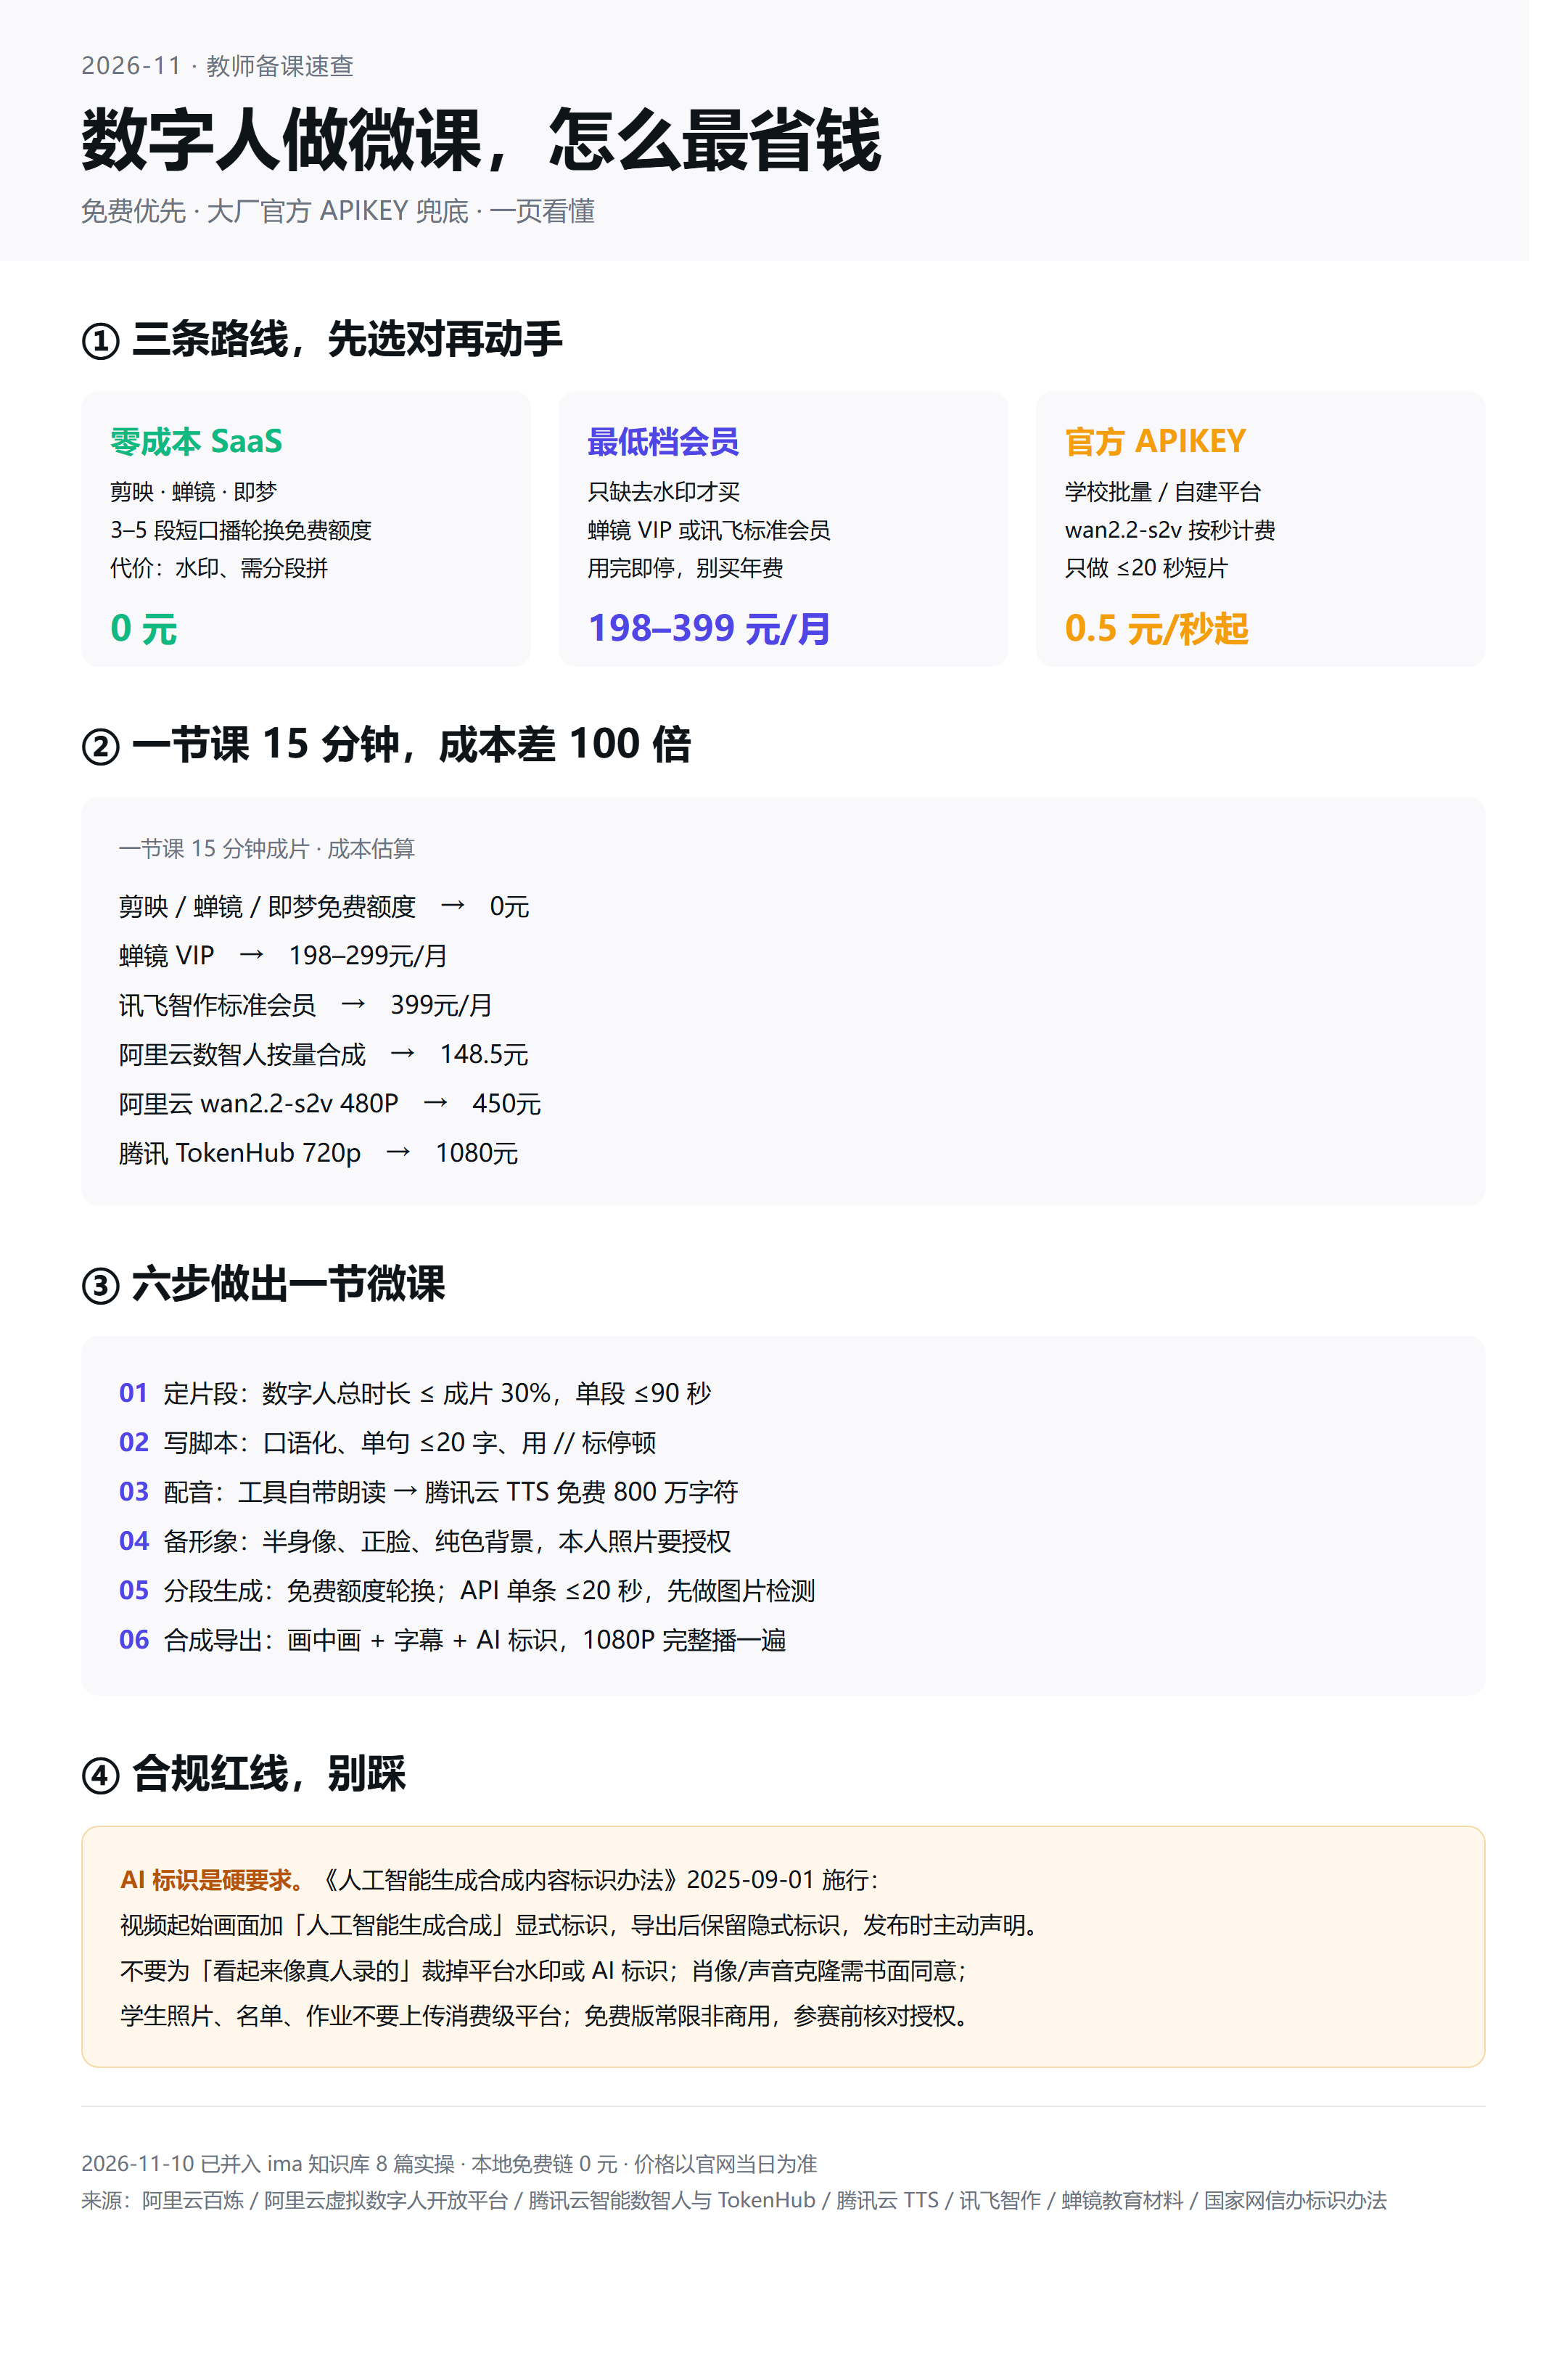 2026-11 · 教师备课速查
数字人做微课，怎么最省钱
免费优先 · 大厂官方 APIKEY 兜底 · 一页看懂
① 三条路线，先选对再动手
零成本 SaaS
剪映 · 蝉镜 · 即梦
3–5 段短口播轮换免费额度
代价：水印、需分段拼
0 元
最低档会员
只缺去水印才买
蝉镜 VIP 或讯飞标准会员
用完即停，别买年费
198–399 元/月
官方 APIKEY
学校批量 / 自建平台
wan2.2-s2v 按秒计费
只做 ≤20 秒短片
0.5 元/秒起
② 一节课 15 分钟，成本差 100 倍
一节课 15 分钟成片 · 成本估算
剪映 / 蝉镜 / 即梦免费额度 → 0元
蝉镜 VIP → 198–299元/月
讯飞智作标准会员 → 399元/月
阿里云数智人按量合成 → 148.5元
阿里云 wan2.2-s2v 480P → 450元
腾讯 TokenHub 720p → 1080元
③ 六步做出一节微课
01 定片段：数字人总时长 ≤ 成片 30%，单段 ≤90 秒
02 写脚本：口语化、单句 ≤20 字、用 // 标停顿
03 配音：工具自带朗读 → 腾讯云 TTS 免费 800 万字符
04 备形象：半身像、正脸、纯色背景，本人照片要授权
05 分段生成：免费额度轮换；API 单条 ≤20 秒，先做图片检测
06 合成导出：画中画 + 字幕 + AI 标识，1080P 完整播一遍
④ 合规红线，别踩
AI 标识是硬要求。《人工智能生成合成内容标识办法》2025-09-01 施行：
视频起始画面加「人工智能生成合成」显式标识，导出后保留隐式标识，发布时主动声明。
不要为「看起来像真人录的」裁掉平台水印或 AI 标识；肖像/声音克隆需书面同意；
学生照片、名单、作业不要上传消费级平台；免费版常限非商用，参赛前核对授权。
2026-11-10 已并入 ima 知识库 8 篇实操 · 本地免费链 0 元 · 价格以官网当日为准
来源：阿里云百炼 / 阿里云虚拟数字人开放平台 / 腾讯云智能数智人与 TokenHub / 腾讯云 TTS / 讯飞智作 / 蝉镜教育材料 / 国家网信办标识办法